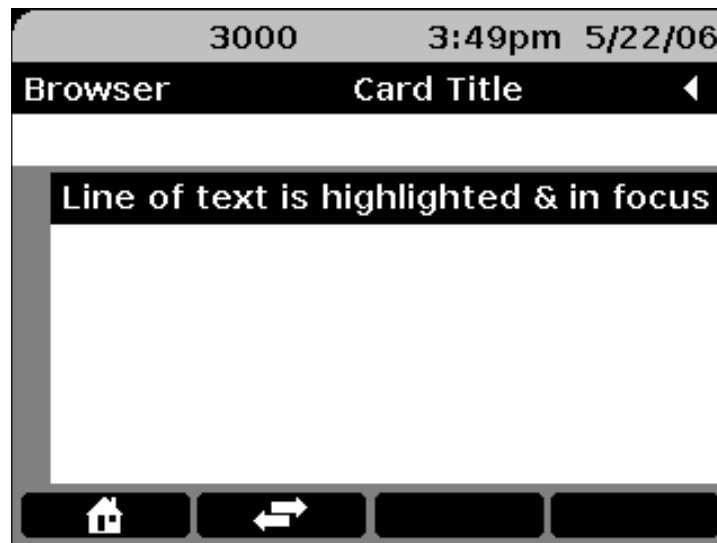 3000 3:49pm 5/22/06
Browser Card Title
Line of text is highlighted & in focus